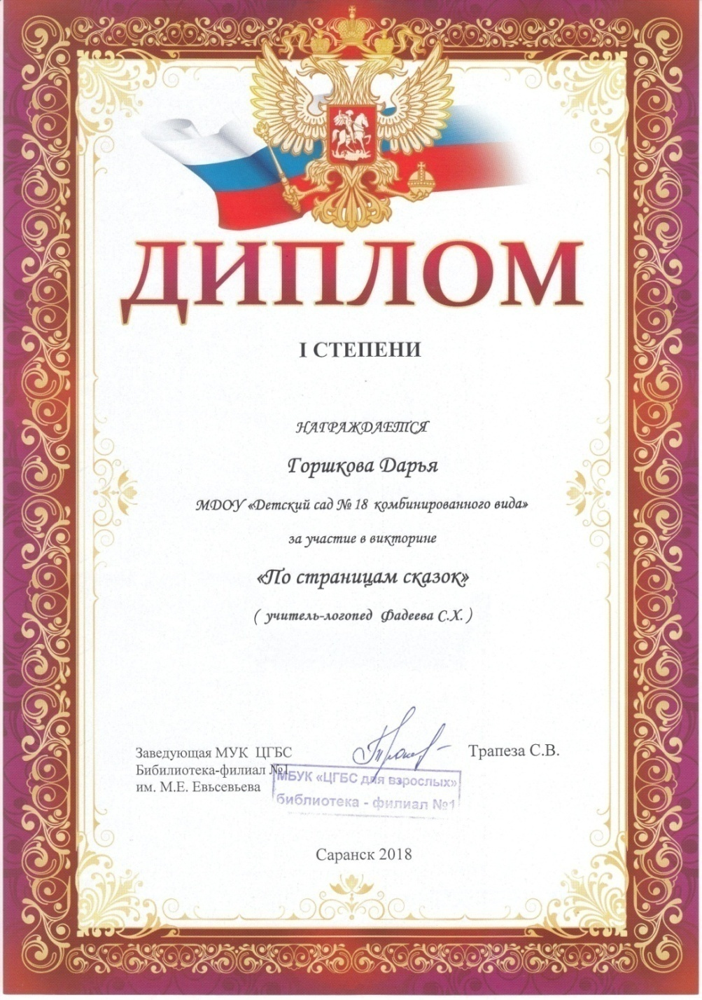 ДИПЛОМ
I СТЕПЕНИ
НАГРАЖДАЕТСЯ
Горшкова Дарья
МДОУ «Детский сад № 18 комбинированного вида»
за участие в викторине
«По страницам сказок»
( учитель-логопед Фадеева С.Х. )
Заведующая МУК ЦГБС
Бибилиотека-филиал №1
им. М.Е. Евьсевьева
Трапеза С.В.
МБУК «ЦГБС для взрослых»
библиотека - филиал №1
Саранск 2018